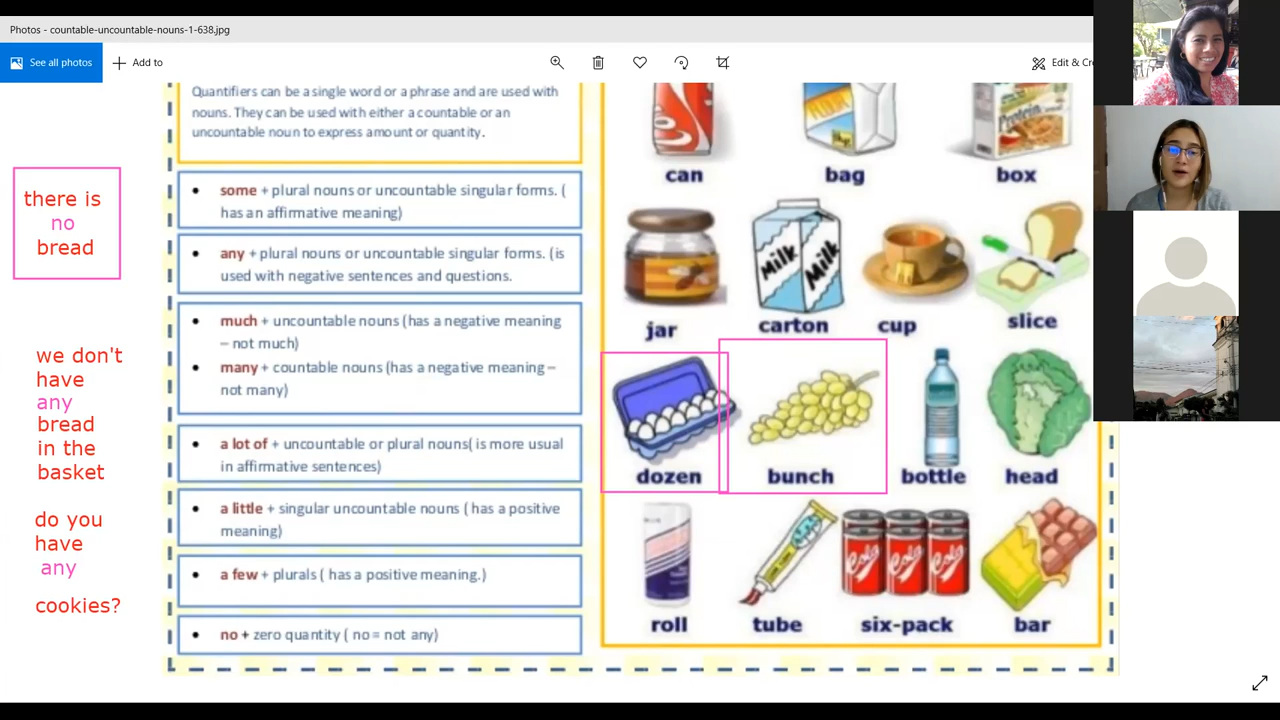 Photos - countable-uncountable-nouns-1-638.jpg
See all photos
Add to
Edit & Cr
Quantifiers can be a single word or a phrase and are used with
nouns. They can be used with either a countable or an
uncountable noun to express amount or quantity.
• some + plural nouns or uncountable singular forms. (
has an affirmative meaning)
• any + plural nouns or uncountable singular forms. (is
used with negative sentences and questions.
• much + uncountable nouns (has a negative meaning
– not much)
• many + countable nouns (has a negative meaning –
not many)
• a lot of + uncountable or plural nouns( is more usual
in affirmative sentences)
• a little + singular uncountable nouns ( has a positive
meaning)
• a few + plurals ( has a positive meaning.)
• no + zero quantity ( no = not any)
there is
no
bread
we don't
have
any
bread
in the
basket
do you
have
any
cookies?
can
bag
box
Protein
jar
Milk
Milk
carton
cup
slice
dozen
bunch
bottle
head
roll
tube
Cola
Cola
Cola
six-pack
bar